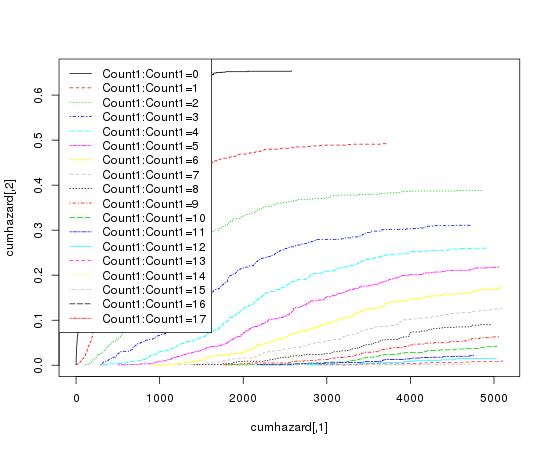 Count1:Count1=0
Count1:Count1=1
Count1:Count1=2
Count1:Count1=3
Count1:Count1=4
Count1:Count1=5
Count1:Count1=6
Count1:Count1=7
Count1:Count1=8
Count1:Count1=9
Count1:Count1=10
Count1:Count1=11
Count1:Count1=12
Count1:Count1=13
Count1:Count1=14
Count1:Count1=15
Count1:Count1=16
Count1:Count1=17
cumhazard[,2]
0.6
0.5
0.4
0.3
0.2
0.1
0.0
0 1000 2000 3000 4000 5000
cumhazard[,1]